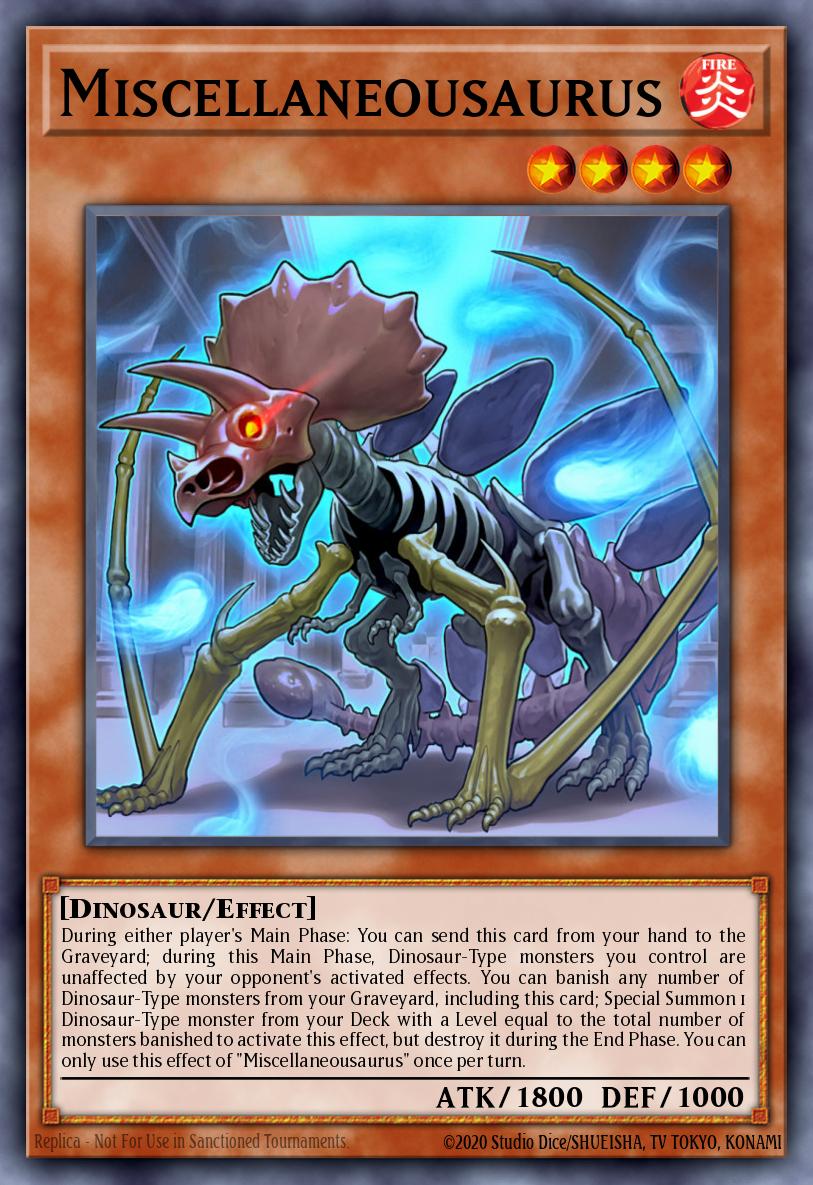 Miscellaneousaurus
FIRE
炎
[Dinosaur/Effect]
During either player's Main Phase: You can send this card from your hand to the
Graveyard; during this Main Phase, Dinosaur-Type monsters you control are
unaffected by your opponent's activated effects. You can banish any number of
Dinosaur-Type monsters from your Graveyard, including this card; Special Summon 1
Dinosaur-Type monster from your Deck with a Level equal to the total number of
monsters banished to activate this effect, but destroy it during the End Phase. You can
only use this effect of "Miscellaneousaurus" once per turn.
ATK/1800 DEF/1000
Replica - Not For Use in Sanctioned Tournaments.
©2020 Studio Dice/SHUEISHA, TV TOKYO, KONAMI